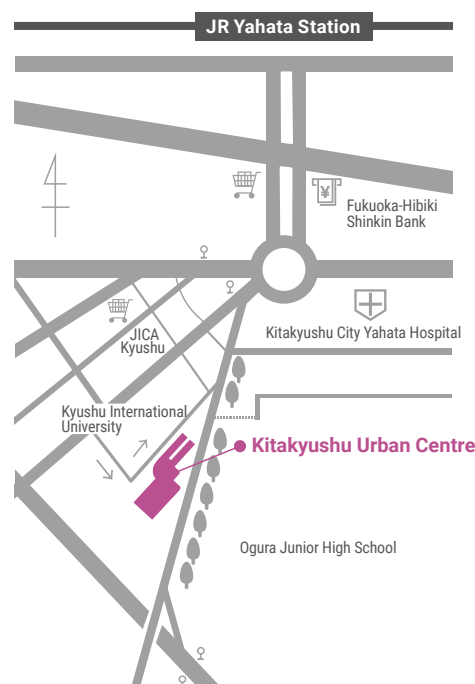 JR Yahata Station
¥
Fukuoka-Hibiki
Shinkin Bank
Kitakyushu City Yahata Hospital
JICA
Kyushu
Kyushu International
University
Kitakyushu Urban Centre
Ogura Junior High School